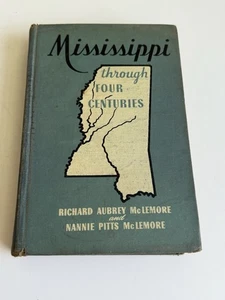 Mississippi
through
FOUR
CENTURIES
RICHARD AUBREY McLEMORE
and
NANNIE PITTS McLEMORE